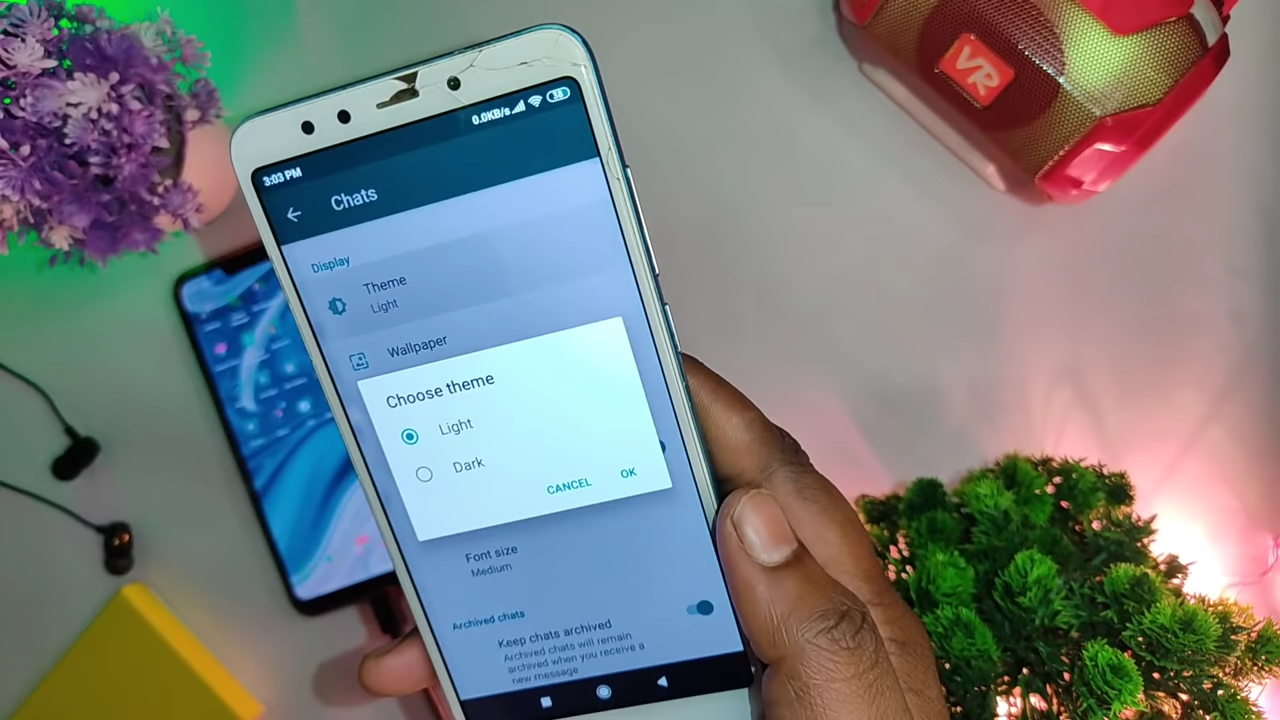 3:03 PM
0.0KB/s
58
Chats
Display
Theme
Light
Wallpaper
Choose theme
Light
Dark
CANCEL
OK
Font size
Medium
Archived chats
Keep chats archived
Archived chats will remain
archived when you receive a
new message
VR